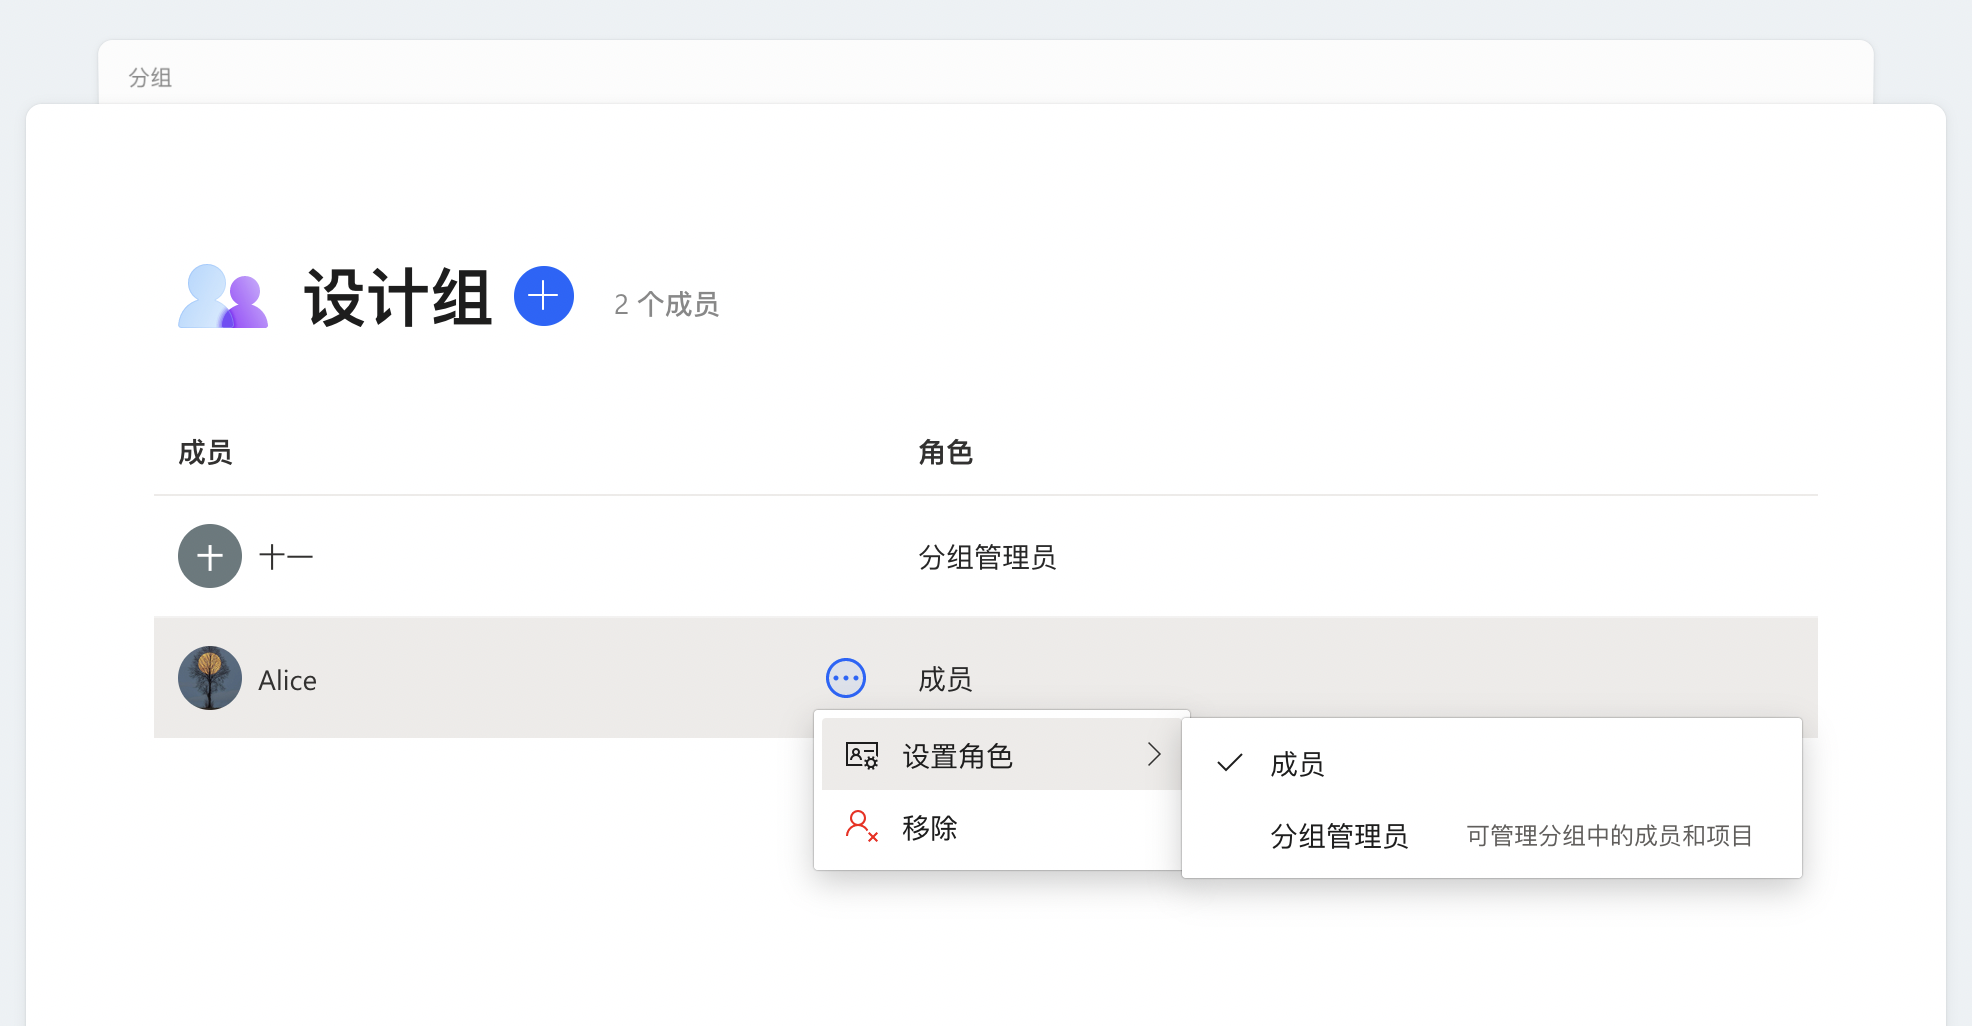 分组
设计组
2 个成员
成员 角色
十 十一 分组管理员
Alice 成员
设置角色
移除
成员
分组管理员 可管理分组中的成员和项目